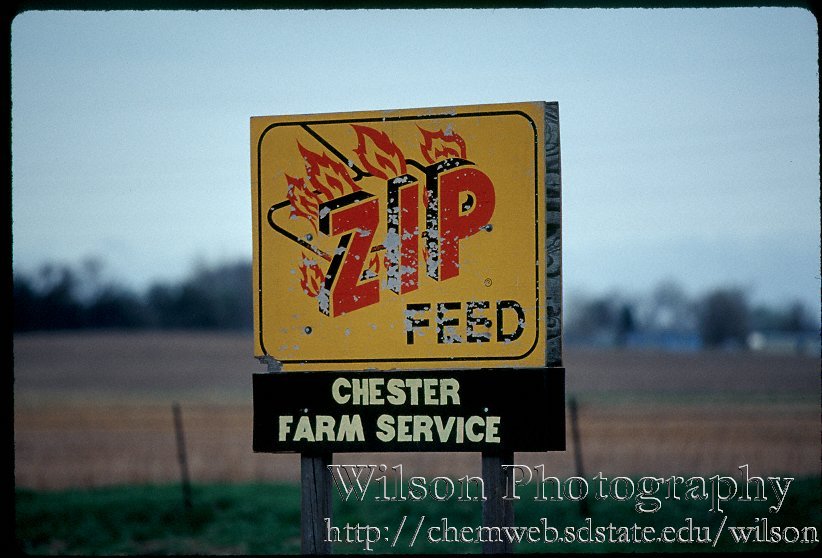 ZIP
®
FEED
CHESTER
FARM SERVICE
Wilson Photography
http://chemweb.sdstate.edu/wilson